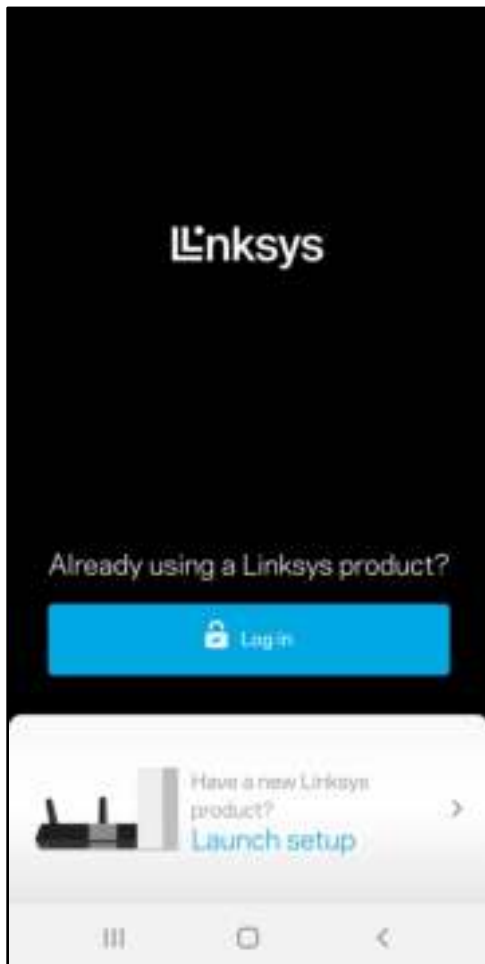 Linksys
Already using a Linksys product?
Log in
Have a new Linksys
product?
Launch setup